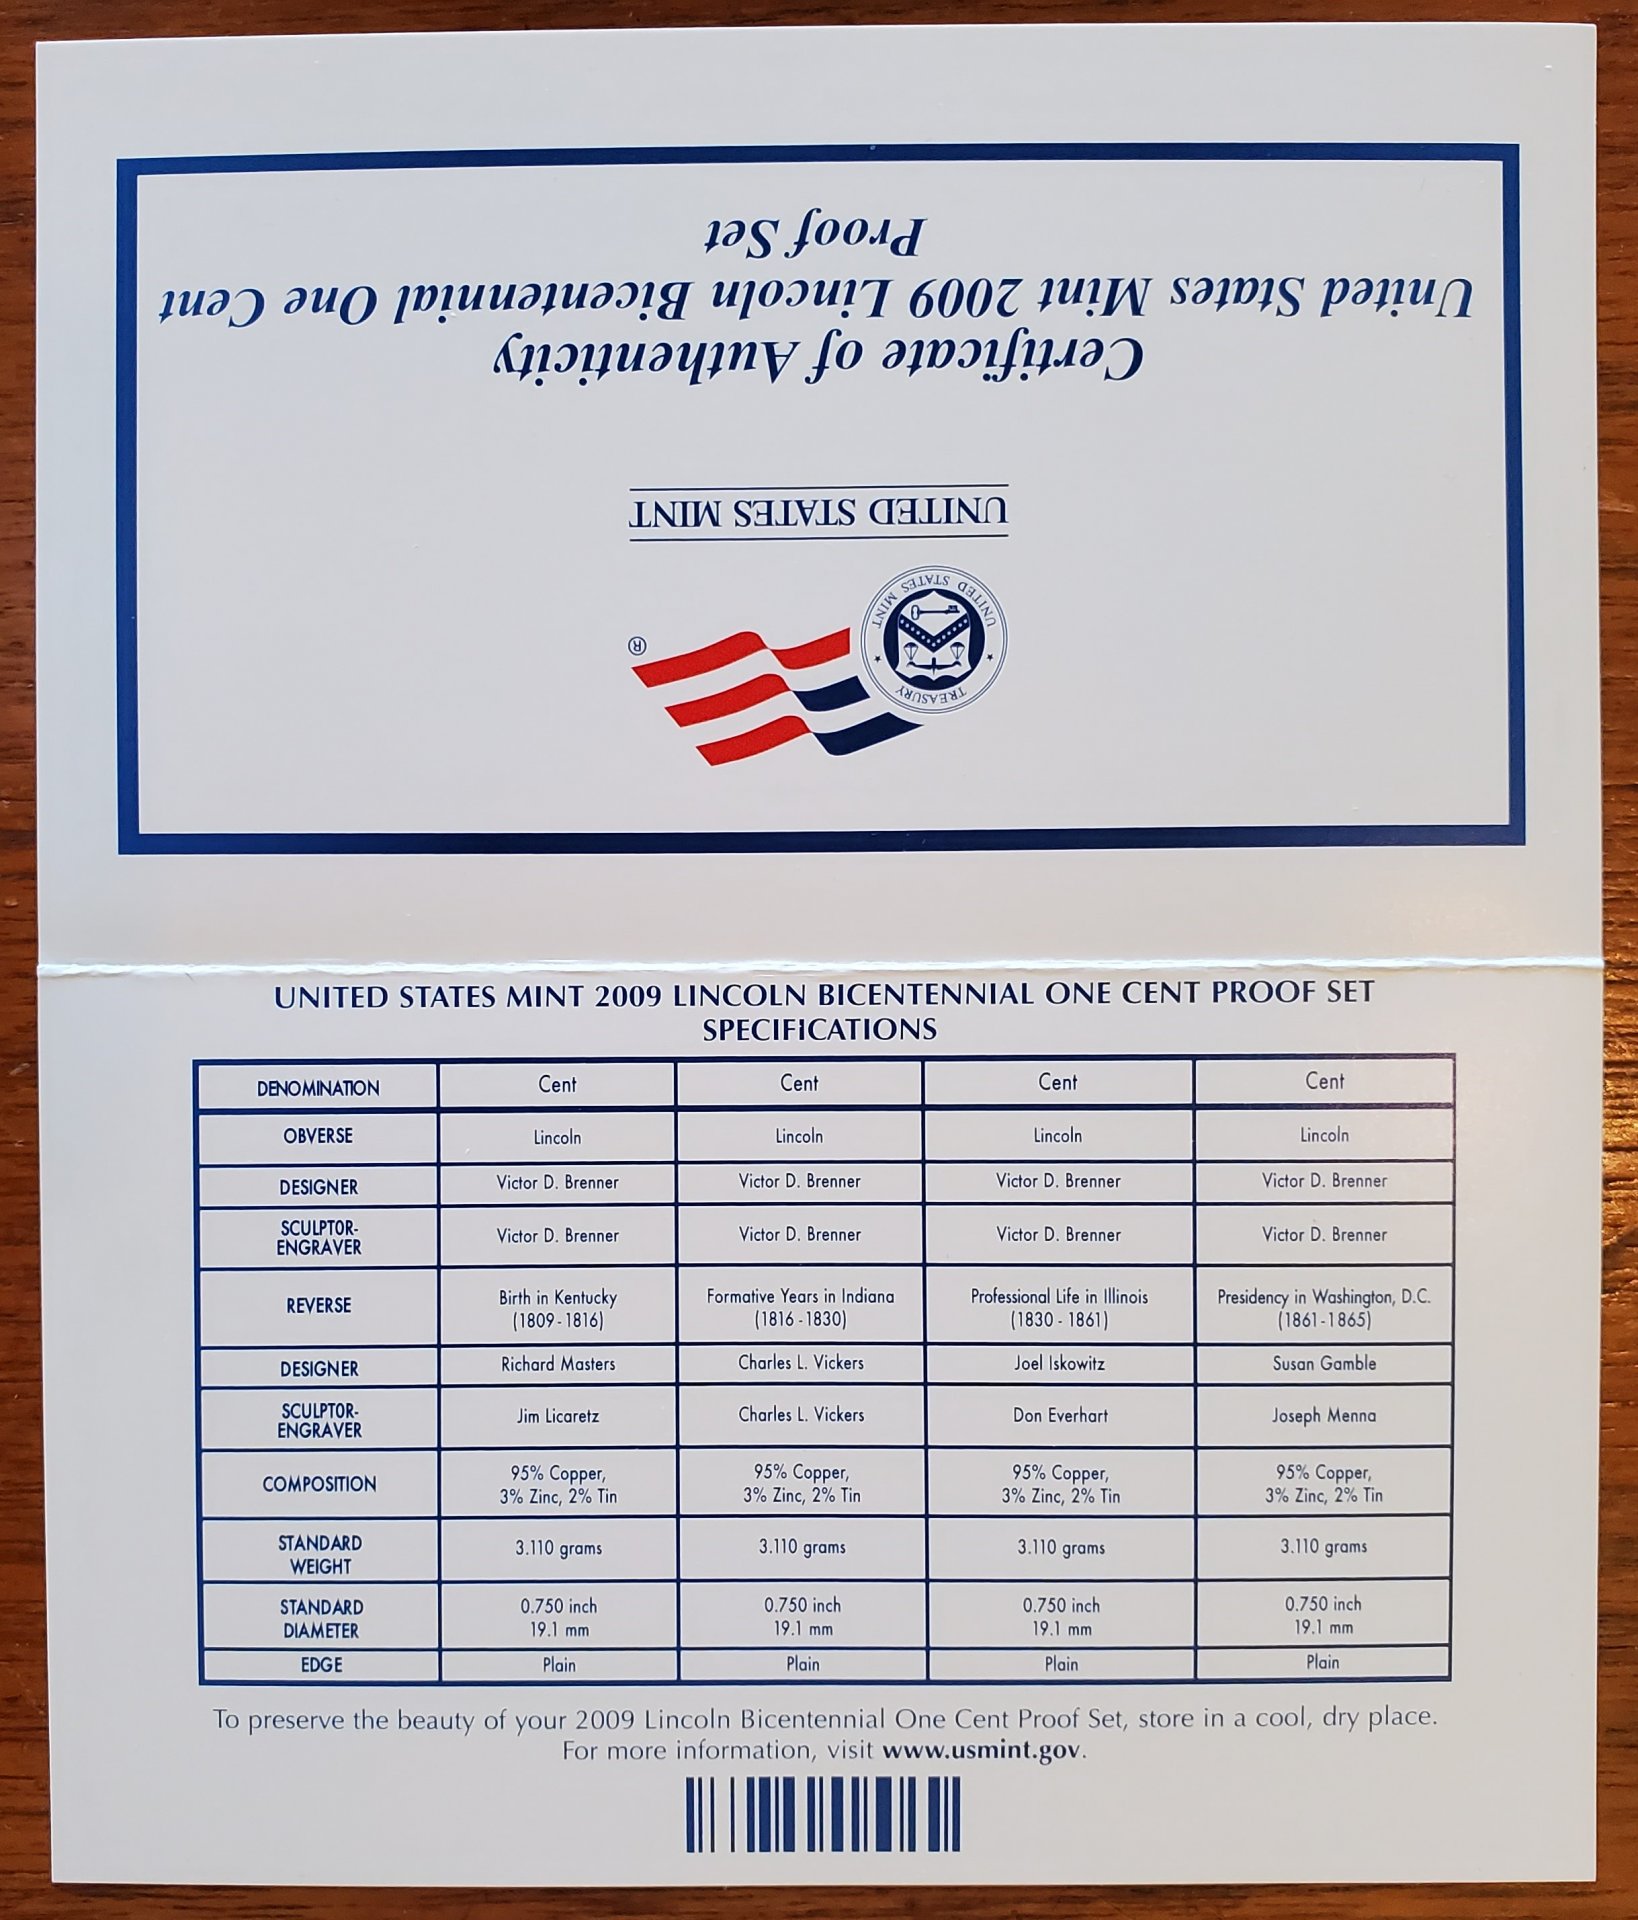 Certificate of Authenticity
United States Mint 2009 Lincoln Bicentennial One Cent
Proof Set
UNITED STATES MINT
TREASURY
UNITED STATES MINT
®
UNITED STATES MINT 2009 LINCOLN BICENTENNIAL ONE CENT PROOF SET
SPECIFICATIONS
DENOMINATION Cent Cent Cent Cent
OBVERSE Lincoln Lincoln Lincoln Lincoln
DESIGNER Victor D. Brenner Victor D. Brenner Victor D. Brenner Victor D. Brenner
SCULPTOR-
ENGRAVER Victor D. Brenner Victor D. Brenner Victor D. Brenner Victor D. Brenner
REVERSE Birth in Kentucky Formative Years in Indiana Professional Life in Illinois Presidency in Washington, D.C.
(1809-1816) (1816-1830) (1830 - 1861) (1861-1865)
DESIGNER Richard Masters Charles L. Vickers Joel Iskowitz Susan Gamble
SCULPTOR-
ENGRAVER Jim Licaretz Charles L. Vickers Don Everhart Joseph Menna
COMPOSITION 95% Copper, 95% Copper, 95% Copper, 95% Copper,
3% Zinc, 2% Tin 3% Zinc, 2% Tin 3% Zinc, 2% Tin 3% Zinc, 2% Tin
STANDARD
WEIGHT 3.110 grams 3.110 grams 3.110 grams 3.110 grams
STANDARD 0.750 inch 0.750 inch 0.750 inch 0.750 inch
DIAMETER 19.1 mm 19.1 mm 19.1 mm 19.1 mm
EDGE Plain Plain Plain Plain
To preserve the beauty of your 2009 Lincoln Bicentennial One Cent Proof Set, store in a cool, dry place.
For more information, visit www.usmint.gov.